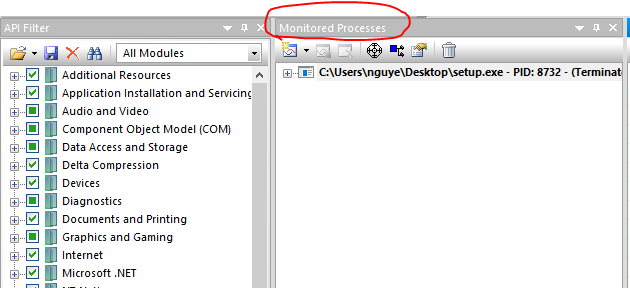 API Filter
All Modules
Additional Resources
Application Installation and Servicing
Audio and Video
Component Object Model (COM)
Data Access and Storage
Delta Compression
Devices
Diagnostics
Documents and Printing
Graphics and Gaming
Internet
Microsoft .NET
Monitored Processes
C:\Users\nguye\Desktop\setup.exe - PID: 8732 - (Terminate